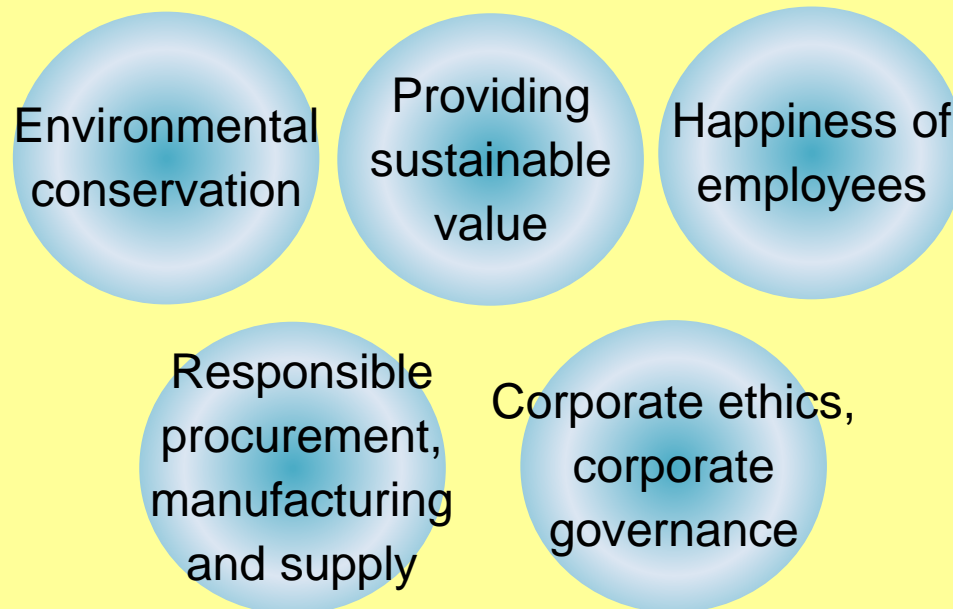 Environmental
conservation
Providing
sustainable
value
Happiness of
employees
Responsible
procurement,
manufacturing
and supply
Corporate ethics,
corporate
governance